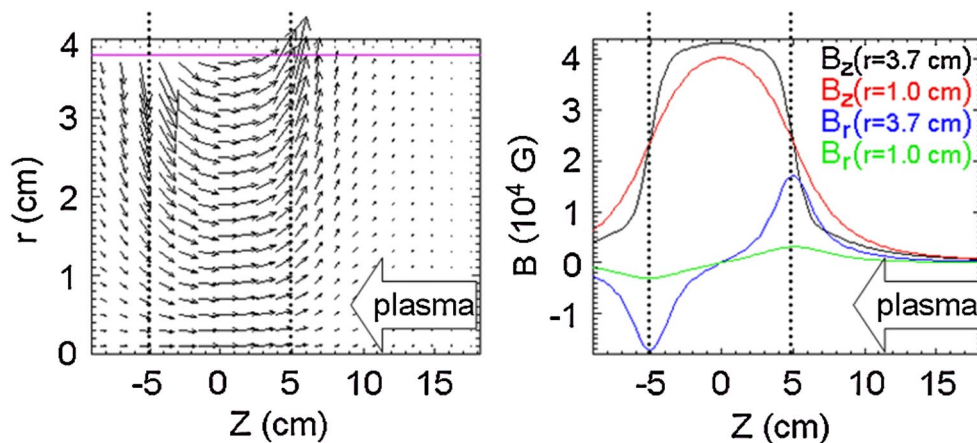 4
3
2
1
0
r (cm)
-5 0 5 10 15
Z (cm)
plasma
4
3
2
1
0
-1
B (10⁴ G)
-5 0 5 10 15
Z (cm)
Bz(r=3.7 cm)
Bz(r=1.0 cm)
Br(r=3.7 cm)
Br(r=1.0 cm)
plasma